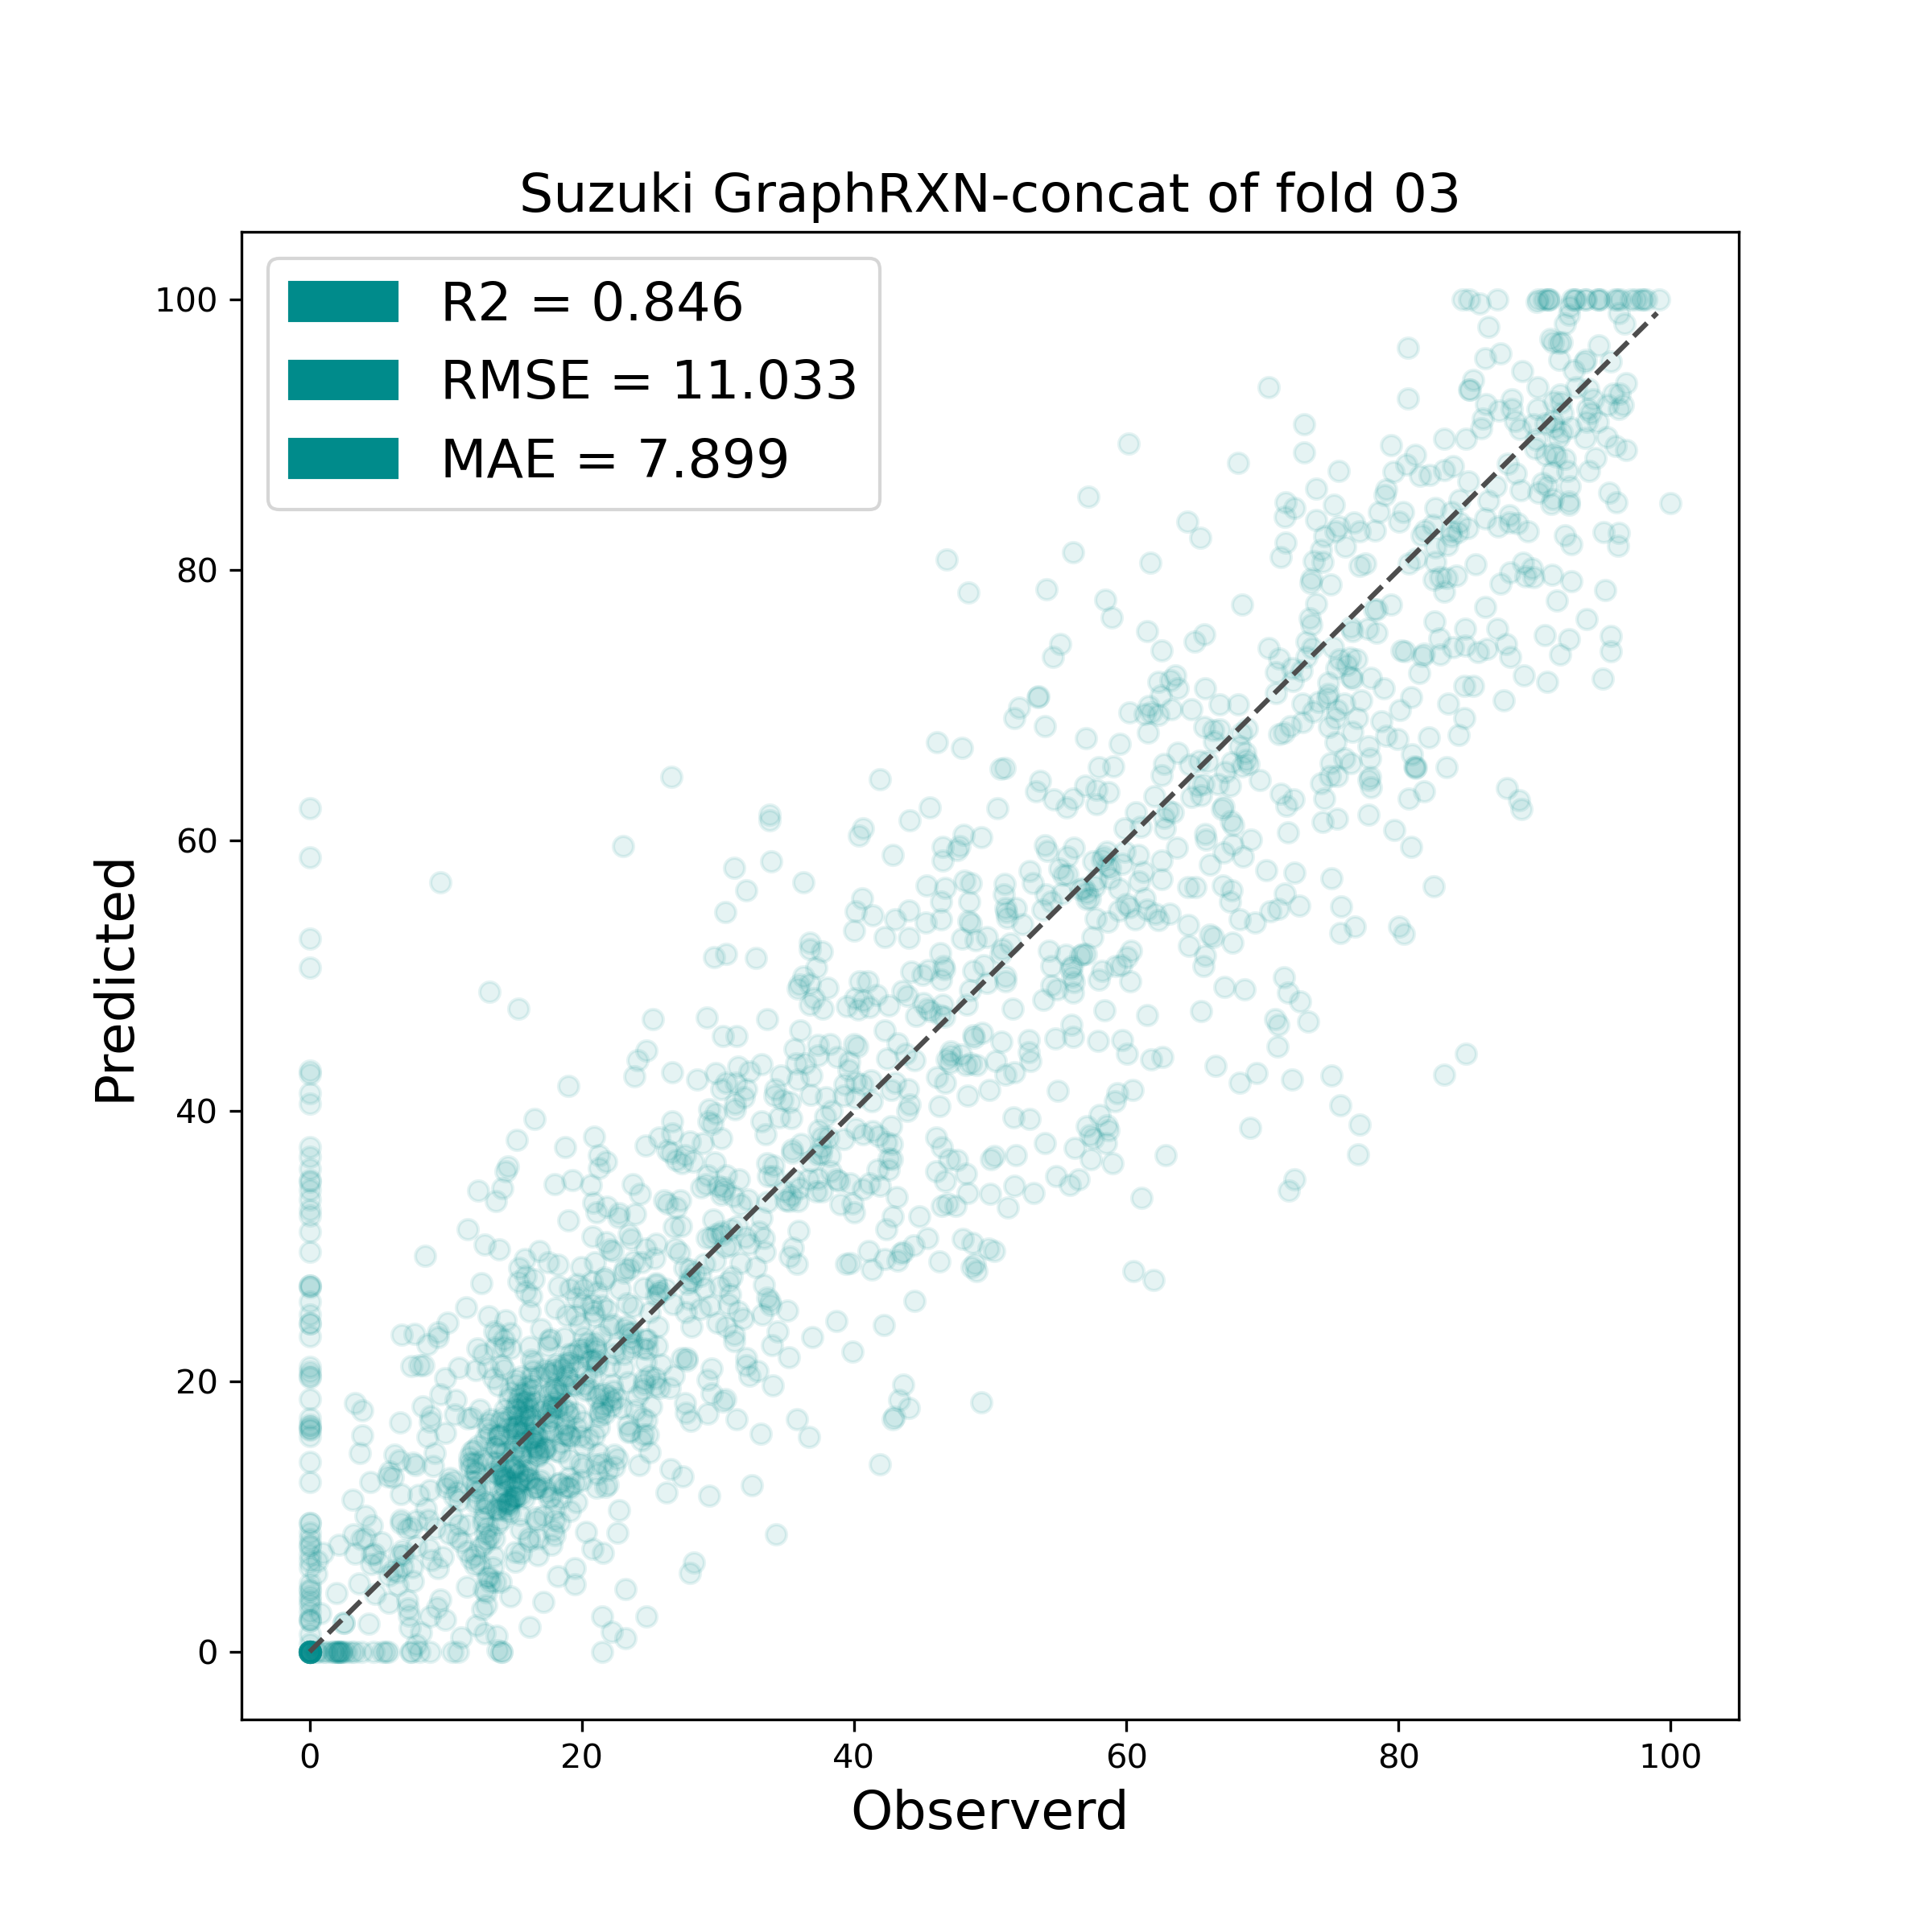 Suzuki GraphRXN-concat of fold 03
R2 = 0.846
RMSE = 11.033
MAE = 7.899
100
80
60
40
20
0
Predicted
0 20 40 60 80 100
Observerd